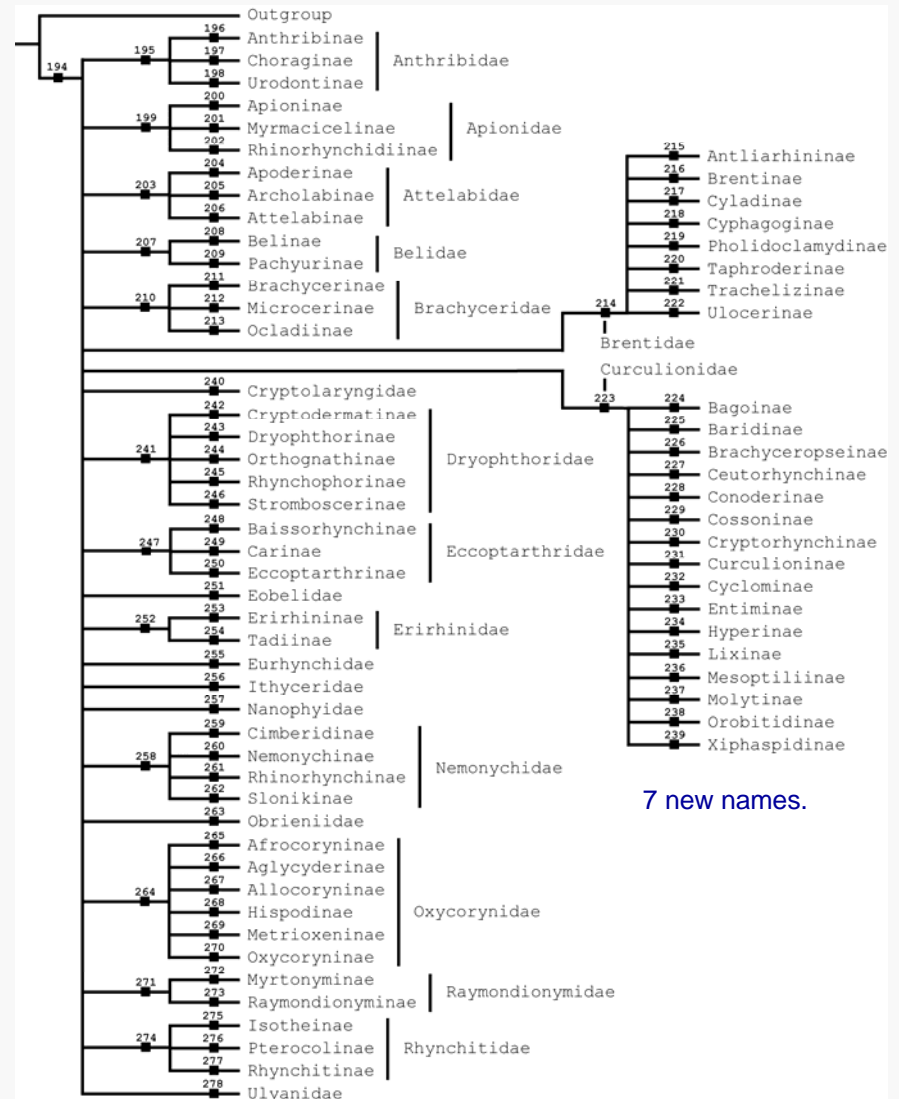 Outgroup
194
195
196 Anthribinae
197 Choraginae
198 Urodontinae
Anthribidae
199
200 Apioninae
201 Myrmacicelinae
202 Rhinorhynchidiinae
Apionidae
203
204 Apoderinae
205 Archolabinae
206 Attelabinae
Attelabidae
207
208 Belinae
209 Pachyurinae
Belidae
210
211 Brachycerinae
212 Microcerinae
213 Ocladiinae
Brachyceridae
214
Brentidae
215 Antliarhininae
216 Brentinae
217 Cyladinae
218 Cyphagoginae
219 Pholidoclamydinae
220 Taphroderinae
221 Trachelizinae
222 Ulocerinae
Curculionidae
223
224 Bagoinae
225 Baridinae
226 Brachyceropseinae
227 Ceutorhynchinae
228 Conoderinae
229 Cossoninae
230 Cryptorhynchinae
231 Curculioninae
232 Cyclominae
233 Entiminae
234 Hyperinae
235 Lixinae
236 Mesoptiliinae
237 Molytinae
238 Orobitidinae
239 Xiphaspidinae
240 Cryptolaryngidae
241
242 Cryptodermatinae
243 Dryophthorinae
244 Orthognathinae
245 Rhynchophorinae
246 Stromboscerinae
Dryophthoridae
247
248 Baissorhynchinae
249 Carinae
250 Eccoptarthrinae
Eccoptarthridae
251 Eobelidae
252
253 Erirhininae
254 Tadiinae
Erirhinidae
255 Eurhynchidae
256 Ithyceridae
257 Nanophyidae
258
259 Cimberidinae
260 Nemonychinae
261 Rhinorhynchinae
262 Slonikinae
Nemonychidae
263 Obrieniidae
264
265 Afrocoryninae
266 Aglycyderinae
267 Allocoryninae
268 Hispodinae
269 Metrioxeninae
270 Oxycoryninae
Oxycorynidae
271
272 Myrtonyminae
273 Raymondionyminae
Raymondionymidae
274
275 Isotheinae
276 Pterocolinae
277 Rhynchitinae
Rhynchitidae
278 Ulyanidae
7 new names.